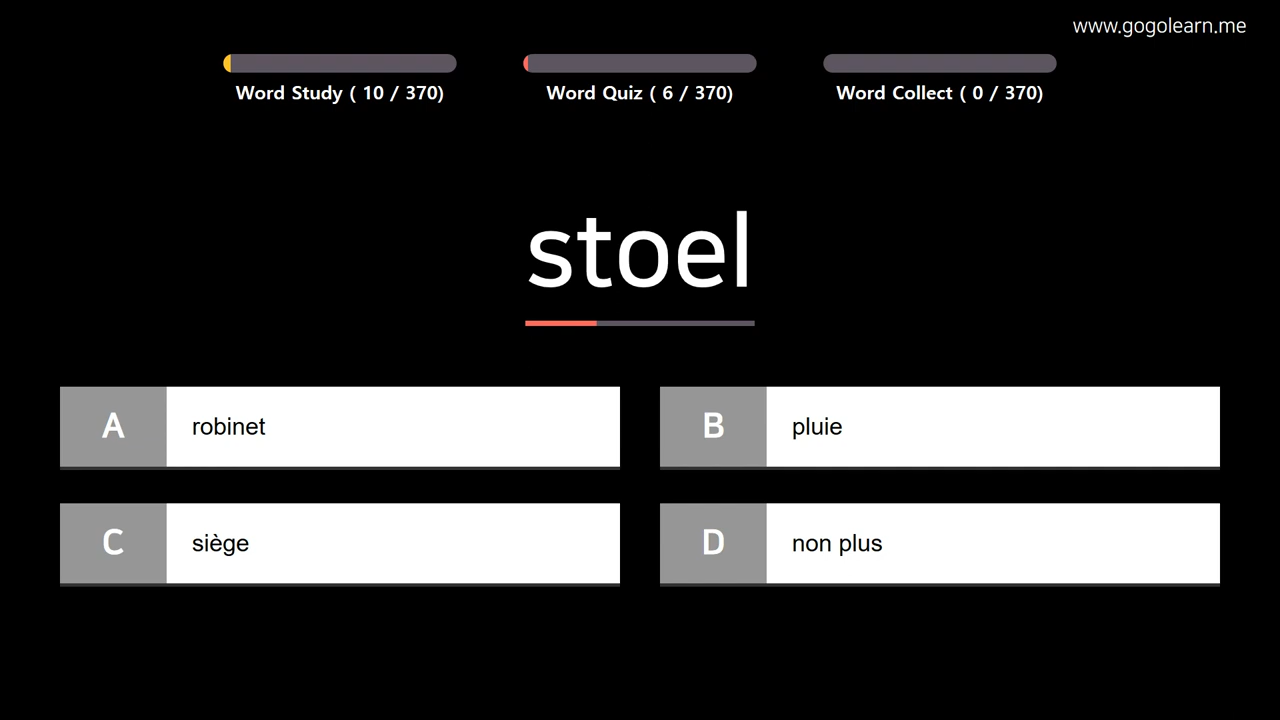 www.gogolearn.me
Word Study ( 10 / 370)
Word Quiz ( 6 / 370)
Word Collect ( 0 / 370)
stoel
A robinet
B pluie
C siège
D non plus